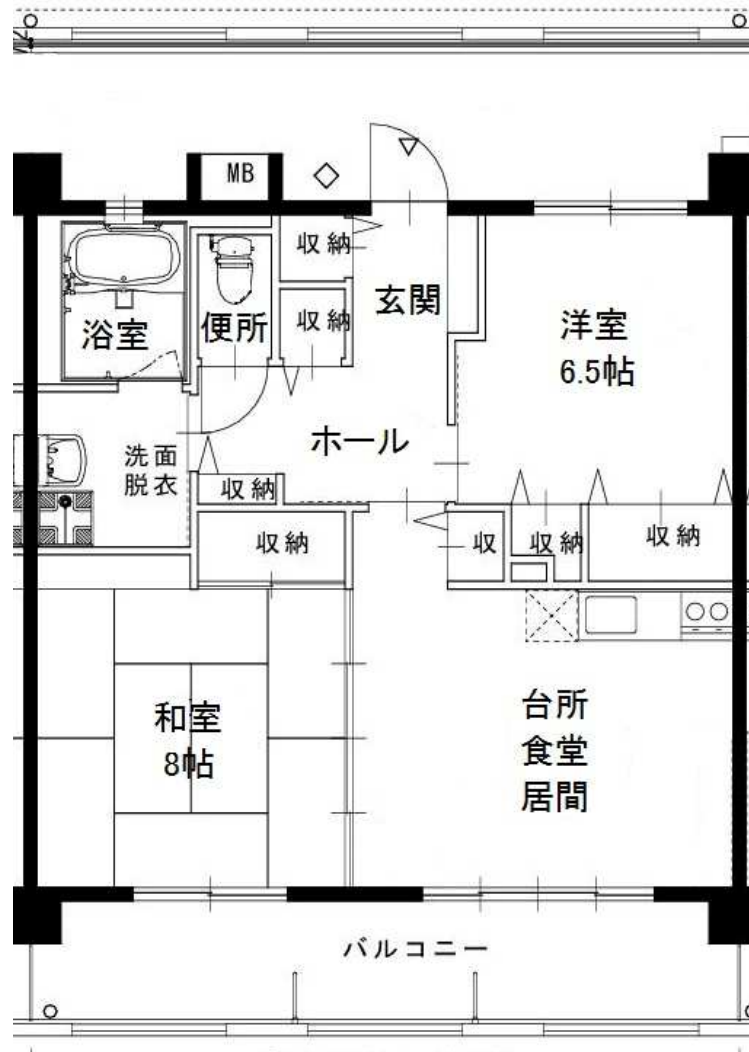 MB
収納
玄関
浴室
便所
収納
洋室
6.5帖
ホール
洗面
脱衣
収納
収納
収
収納
収納
和室
8帖
台所
食堂
居間
バルコニー